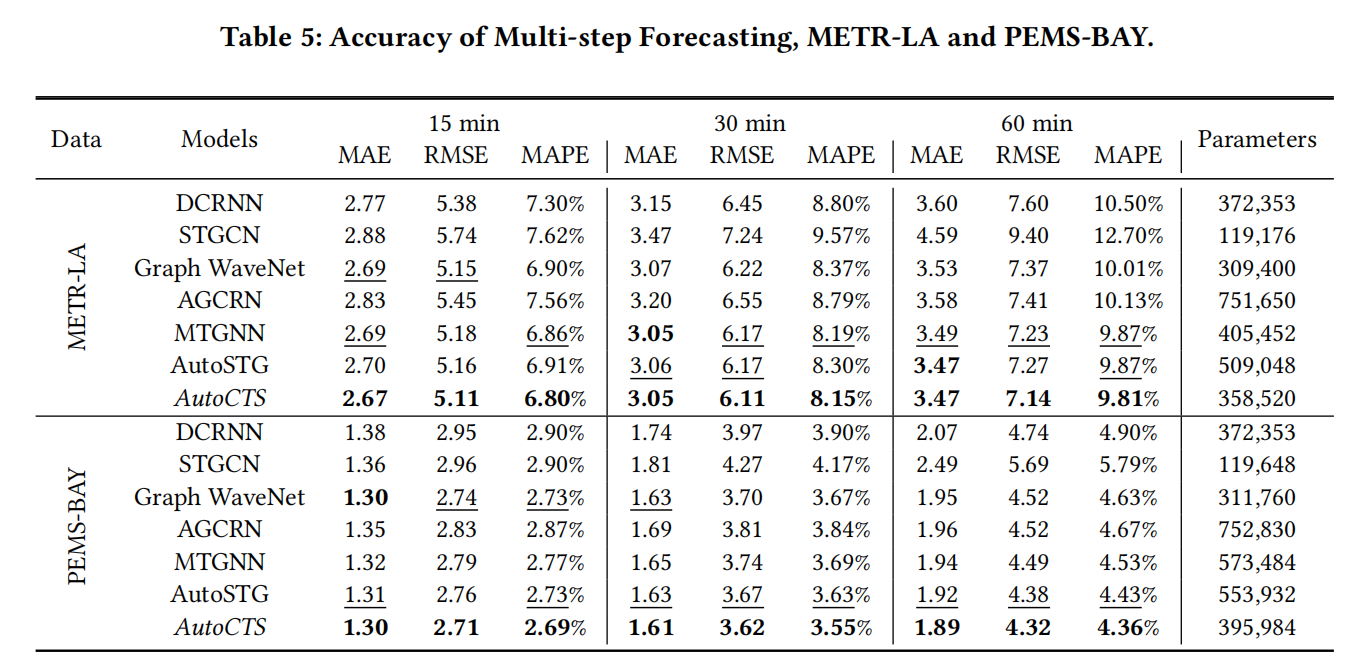 Table 5: Accuracy of Multi-step Forecasting, METR-LA and PEMS-BAY.
Data Models 15 min 30 min 60 min Parameters
MAE RMSE MAPE MAE RMSE MAPE MAE RMSE MAPE
METR-LA
DCRNN 2.77 5.38 7.30% 3.15 6.45 8.80% 3.60 7.60 10.50% 372,353
STGCN 2.88 5.74 7.62% 3.47 7.24 9.57% 4.59 9.40 12.70% 119,176
Graph WaveNet 2.69 5.15 6.90% 3.07 6.22 8.37% 3.53 7.37 10.01% 309,400
AGCRN 2.83 5.45 7.56% 3.20 6.55 8.79% 3.58 7.41 10.13% 751,650
MTGNN 2.69 5.18 6.86% 3.05 6.17 8.19% 3.49 7.23 9.87% 405,452
AutoSTG 2.70 5.16 6.91% 3.06 6.17 8.30% 3.47 7.27 9.87% 509,048
AutoCTS 2.67 5.11 6.80% 3.05 6.11 8.15% 3.47 7.14 9.81% 358,520
PEMS-BAY
DCRNN 1.38 2.95 2.90% 1.74 3.97 3.90% 2.07 4.74 4.90% 372,353
STGCN 1.36 2.96 2.90% 1.81 4.27 4.17% 2.49 5.69 5.79% 119,648
Graph WaveNet 1.30 2.74 2.73% 1.63 3.70 3.67% 1.95 4.52 4.63% 311,760
AGCRN 1.35 2.83 2.87% 1.69 3.81 3.84% 1.96 4.52 4.67% 752,830
MTGNN 1.32 2.79 2.77% 1.65 3.74 3.69% 1.94 4.49 4.53% 573,484
AutoSTG 1.31 2.76 2.73% 1.63 3.67 3.63% 1.92 4.38 4.43% 553,932
AutoCTS 1.30 2.71 2.69% 1.61 3.62 3.55% 1.89 4.32 4.36% 395,984